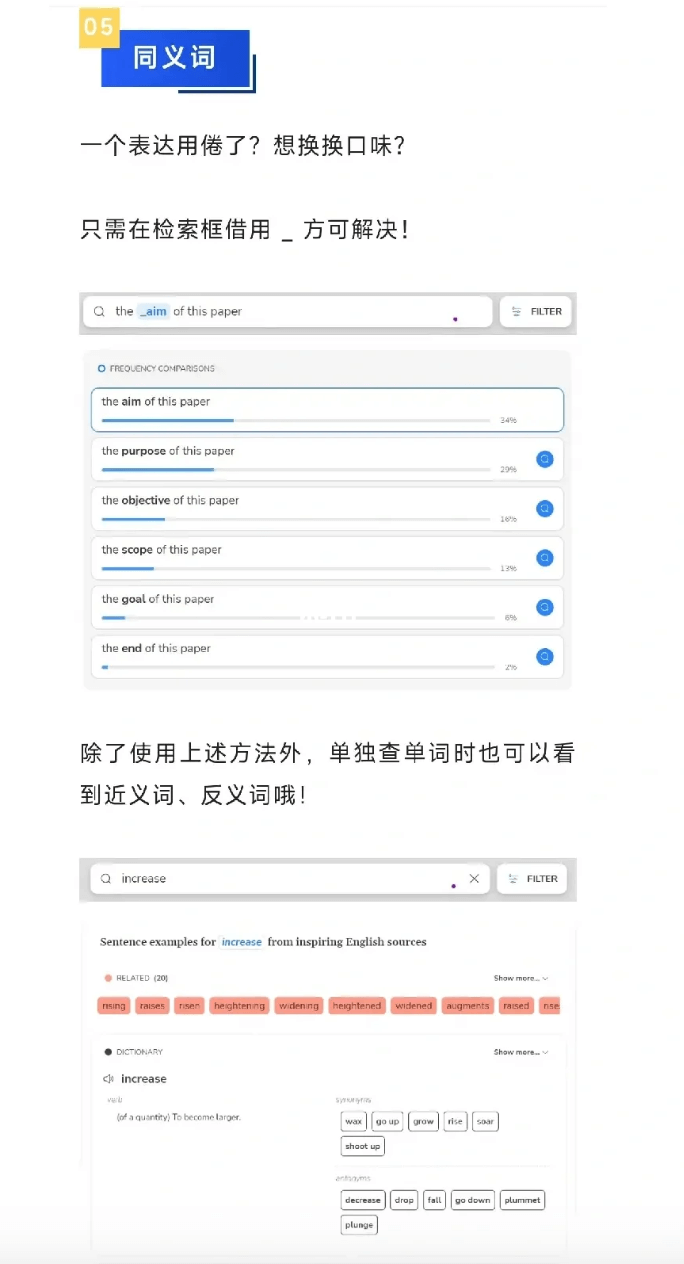 05
同义词
一个表达用倦了？想换换口味？
只需在检索框借用 _ 方可解决！
the _aim of this paper
FILTER
FREQUENCY COMPARISONS
the aim of this paper
34%
the purpose of this paper
29%
the objective of this paper
16%
the scope of this paper
13%
the goal of this paper
6%
the end of this paper
2%
除了使用上述方法外，单独查单词时也可以看
到近义词、反义词哦！
increase
FILTER
Sentence examples for increase from inspiring English sources
RELATED (20)
Show more...
rising raises risen heightening widening heightened widened augments raised rise
DICTIONARY
Show more...
increase
verb
synonyms
(of a quantity) To become larger.
wax go up grow rise soar
shoot up
antonyms
decrease drop fall go down plummet
plunge